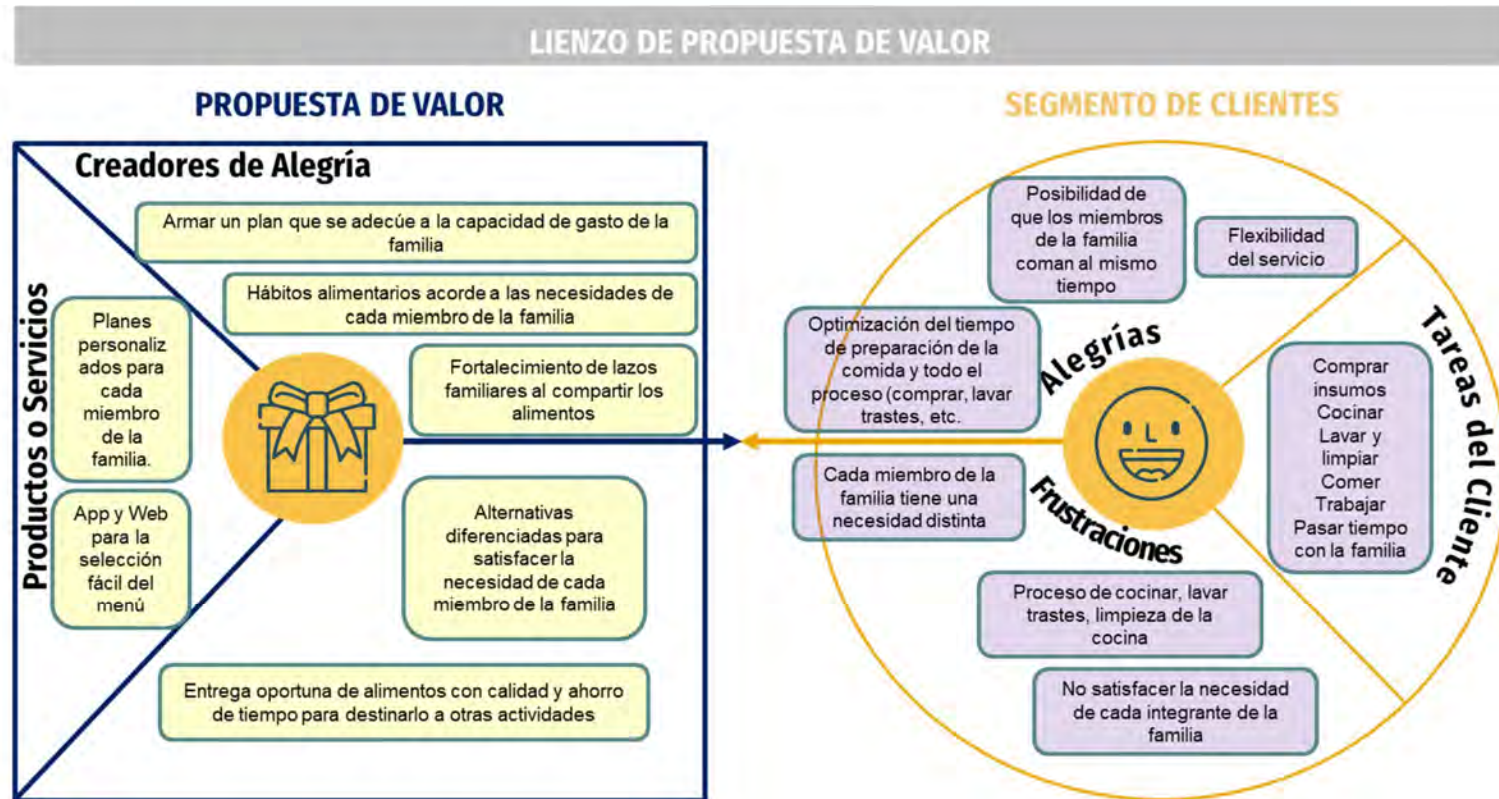 LIENZO DE PROPUESTA DE VALOR
PROPUESTA DE VALOR
Creadores de Alegría
Armar un plan que se adecúe a la capacidad de gasto de la
familia
Hábitos alimentarios acorde a las necesidades de
cada miembro de la familia
Fortalecimiento de lazos
familiares al compartir los
alimentos
Productos o Servicios
Planes
personaliz
ados para
cada
miembro
de la
familia.
App y Web
para la
selección
fácil del
menú
Alternativas
diferenciadas para
satisfacer la
necesidad de cada
miembro de la familia
Entrega oportuna de alimentos con calidad y ahorro
de tiempo para destinarlo a otras actividades
SEGMENTO DE CLIENTES
Posibilidad de
que los miembros
de la familia
coman al mismo
tiempo
Flexibilidad
del servicio
Optimización del tiempo
de preparación de la
comida y todo el
proceso (comprar, lavar
trastes, etc.
Alegrías
Cada miembro de la
familia tiene una
necesidad distinta
Frustraciones
Proceso de cocinar, lavar
trastes, limpieza de la
cocina
No satisfacer la necesidad
de cada integrante de la
familia
Tareas del Cliente
Comprar
insumos
Cocinar
Lavar y
limpiar
Comer
Trabajar
Pasar tiempo
con la familia